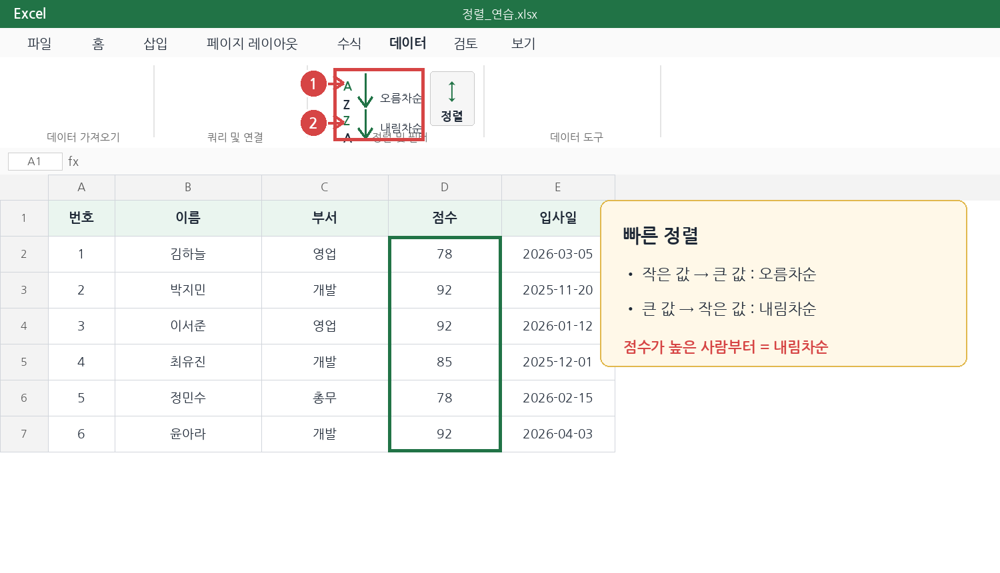 Excel 정렬_연습.xlsx
파일 홈 삽입 페이지 레이아웃 수식 데이터 검토 보기
1 A Z 오름차순
2 Z A 내림차순
정렬
데이터 가져오기 쿼리 및 연결 정렬 및 필터 데이터 도구
A1 fx
A B C D E
1 번호 이름 부서 점수 입사일
2 1 김하늘 영업 78 2026-03-05
3 2 박지민 개발 92 2025-11-20
4 3 이서준 영업 92 2026-01-12
5 4 최유진 개발 85 2025-12-01
6 5 정민수 총무 78 2026-02-15
7 6 윤아라 개발 92 2026-04-03
빠른 정렬
• 작은 값 → 큰 값 : 오름차순
• 큰 값 → 작은 값 : 내림차순
점수가 높은 사람부터 = 내림차순